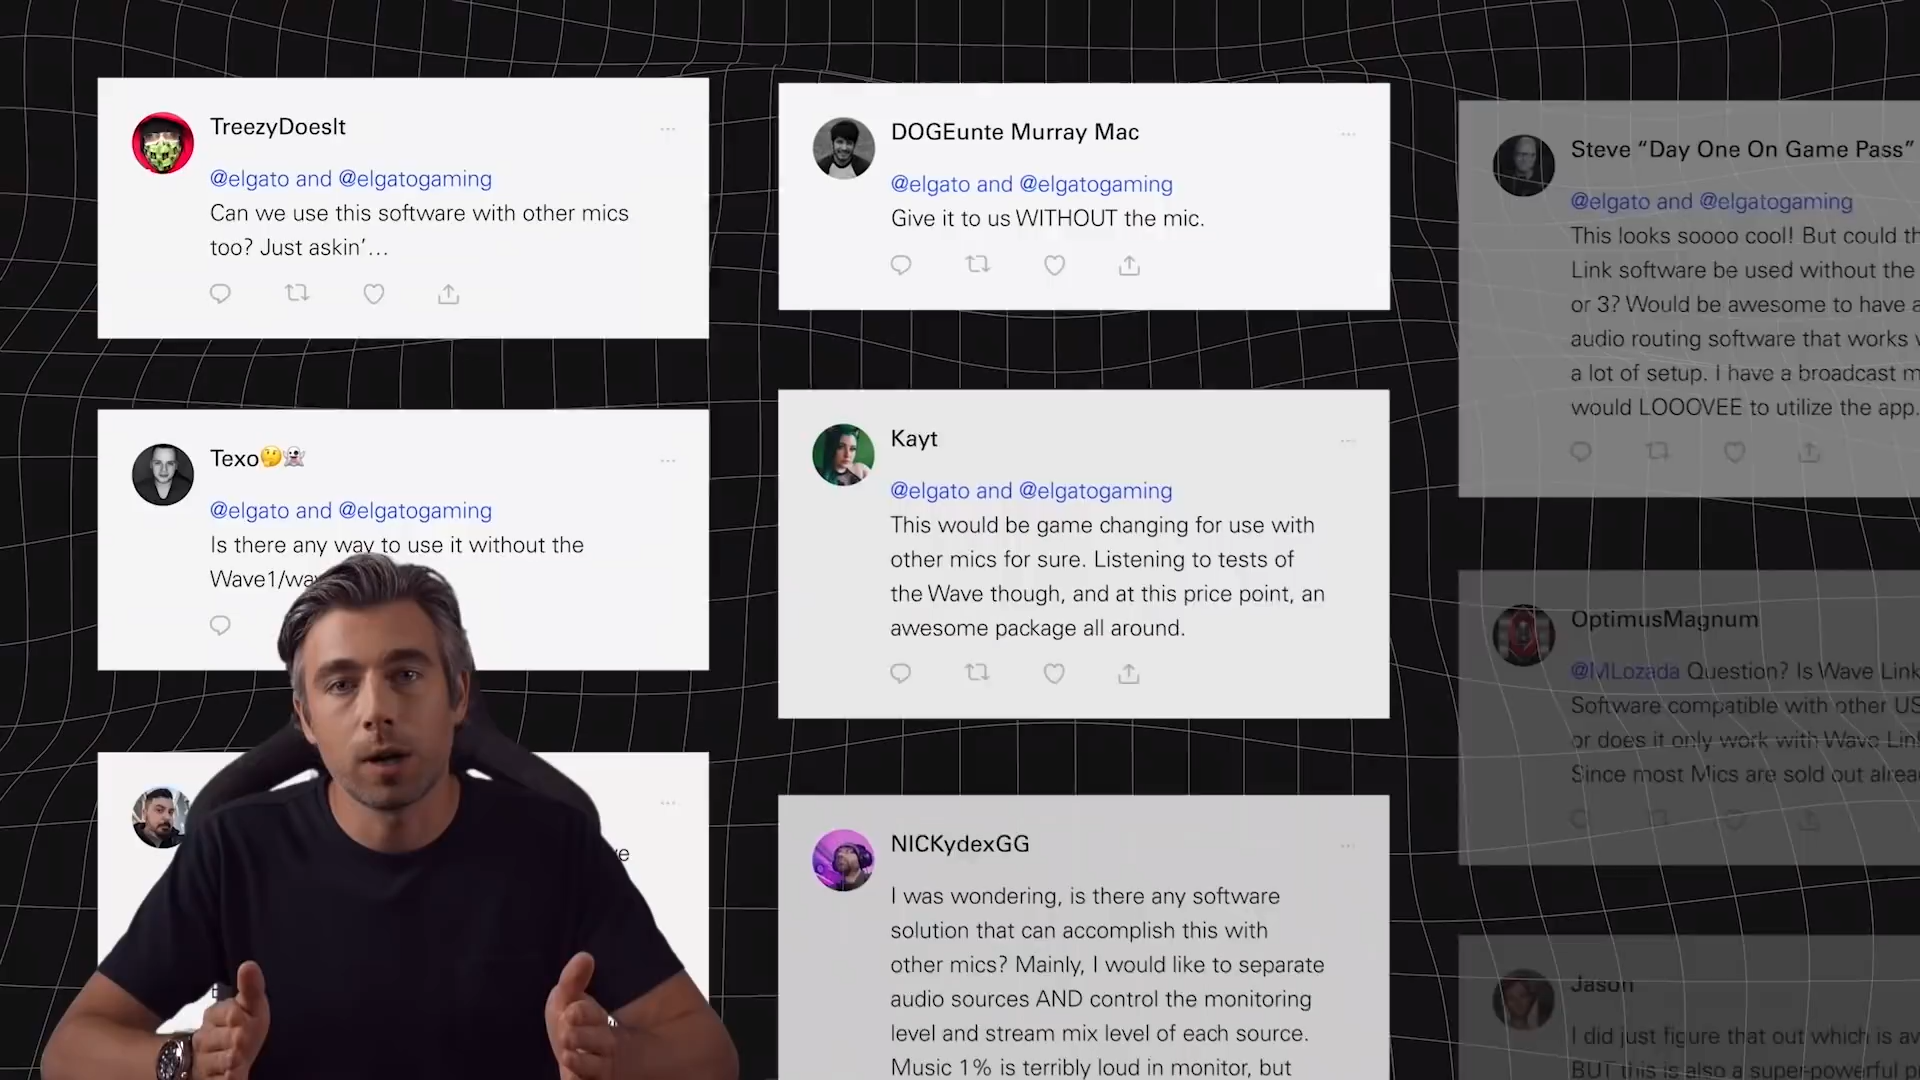 TreezyDoesIt
@elgato and @elgatogaming
Can we use this software with other mics
too? Just askin’…
Texo🤔👻
@elgato and @elgatogaming
Is there any way to use it without the
DOGEunte Murray Mac
@elgato and @elgatogaming
Give it to us WITHOUT the mic.
Kayt
@elgato and @elgatogaming
This would be game changing for use with
other mics for sure. Listening to tests of
the Wave though, and at this price point, an
awesome package all around.
NICKydexGG
I was wondering, is there any software
solution that can accomplish this with
other mics? Mainly, I would like to separate
audio sources AND control the monitoring
level and stream mix level of each source.
Music 1% is terribly loud in monitor, but
Steve “Day One On Game Pass”
@elgato and @elgatogaming
This looks soooo cool! But could
Link software be used without the
or 3? Would be awesome to have a
audio routing software that works
a lot of setup. I have a broadcast
would LOOOVEE to utilize the app.
OptimusMagnum
@MLozada Question? Is Wave Link
Software compatible with other
or does it only work with Wave
Since most Mics are sold out
Jason
I did just figure that out which is
BUT this is also a super-powerful